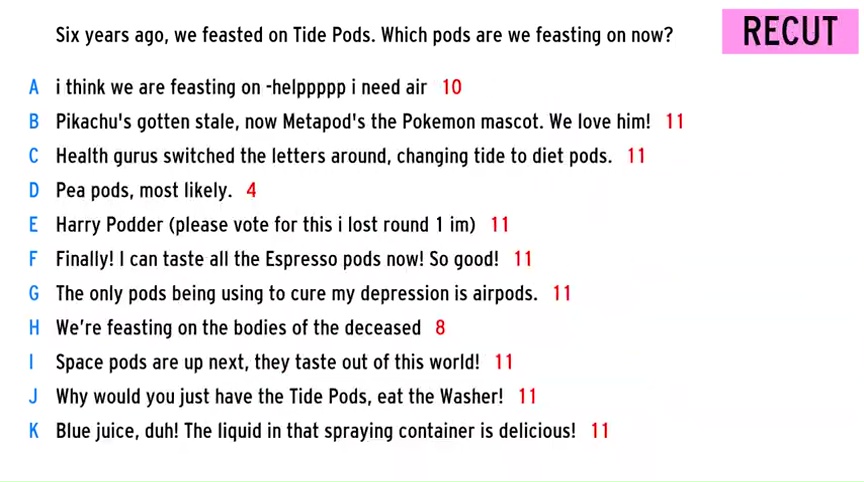 Six years ago, we feasted on Tide Pods. Which pods are we feasting on now?
RECUT
A i think we are feasting on -helppppp i need air 10
B Pikachu's gotten stale, now Metapod's the Pokemon mascot. We love him! 11
C Health gurus switched the letters around, changing tide to diet pods. 11
D Pea pods, most likely. 4
E Harry Podder (please vote for this i lost round 1 im) 11
F Finally! I can taste all the Espresso pods now! So good! 11
G The only pods being using to cure my depression is airpods. 11
H We're feasting on the bodies of the deceased 8
I Space pods are up next, they taste out of this world! 11
J Why would you just have the Tide Pods, eat the Washer! 11
K Blue juice, duh! The liquid in that spraying container is delicious! 11